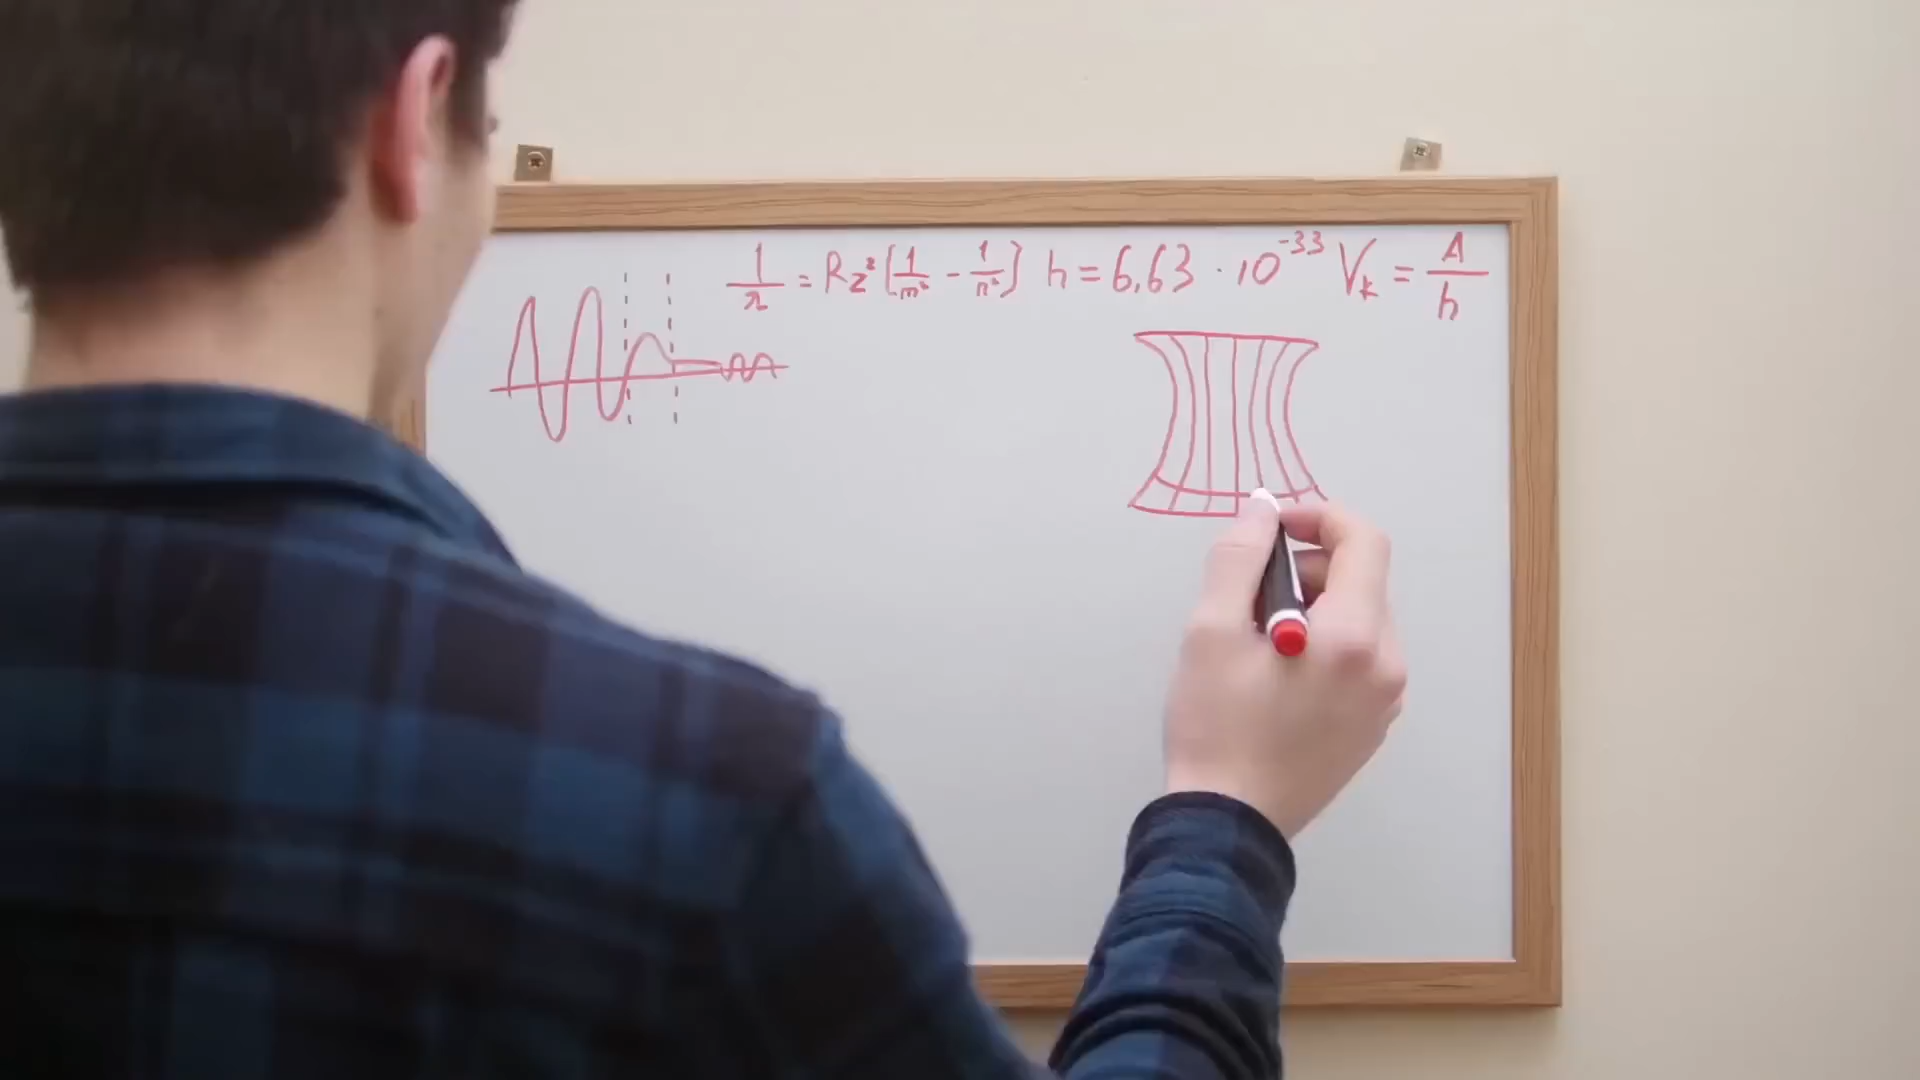 1/λ = Rz²[1/m² - 1/n²] h = 6,63 · 10⁻³³ Vₖ = A/h